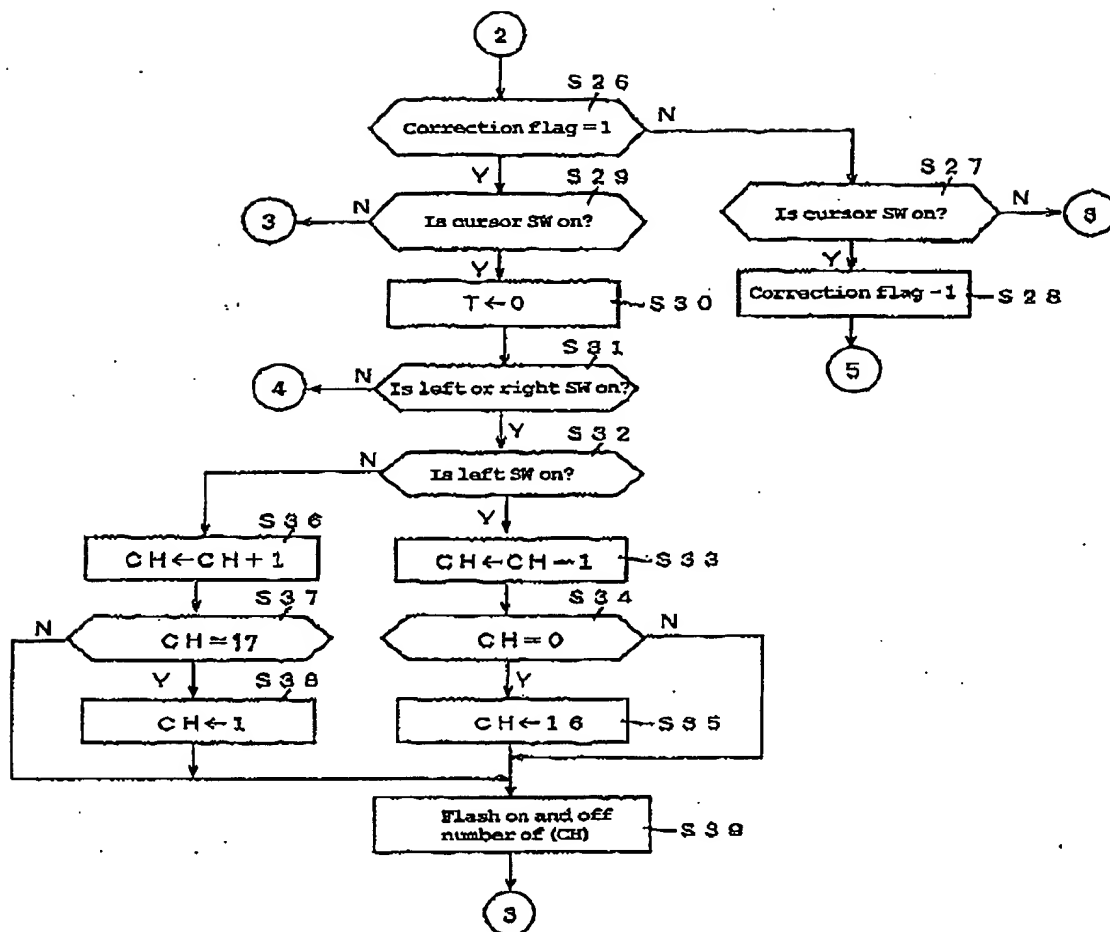 2
S26
Correction flag=1
N
Y
S29
S27
3
N
Is cursor SW on?
Is cursor SW on?
N
3
Y
Y
T←0
S30
Correction flag-1
S28
S31
5
4
N
Is left or right SW on?
Y
S32
N
Is left SW on?
Y
S36
CH←CH+1
CH←CH-1
S33
S37
S34
N
CH=17
CH=0
N
Y
S38
Y
CH←1
CH←16
S35
Flash on and off
number of (CH)
S39
3